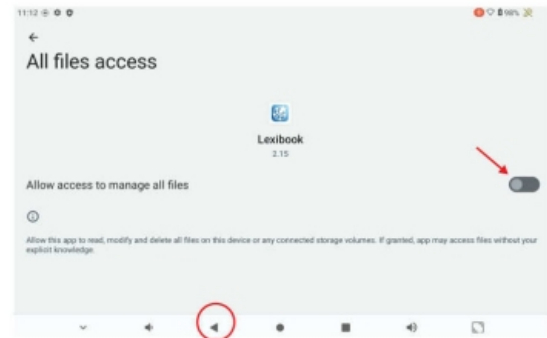 11:12
98%
All files access
Lexibook
2.15
Allow access to manage all files
Allow this app to read, modify and delete all files on this device or any connected storage volumes. If granted, app may access files without your
explicit knowledge.